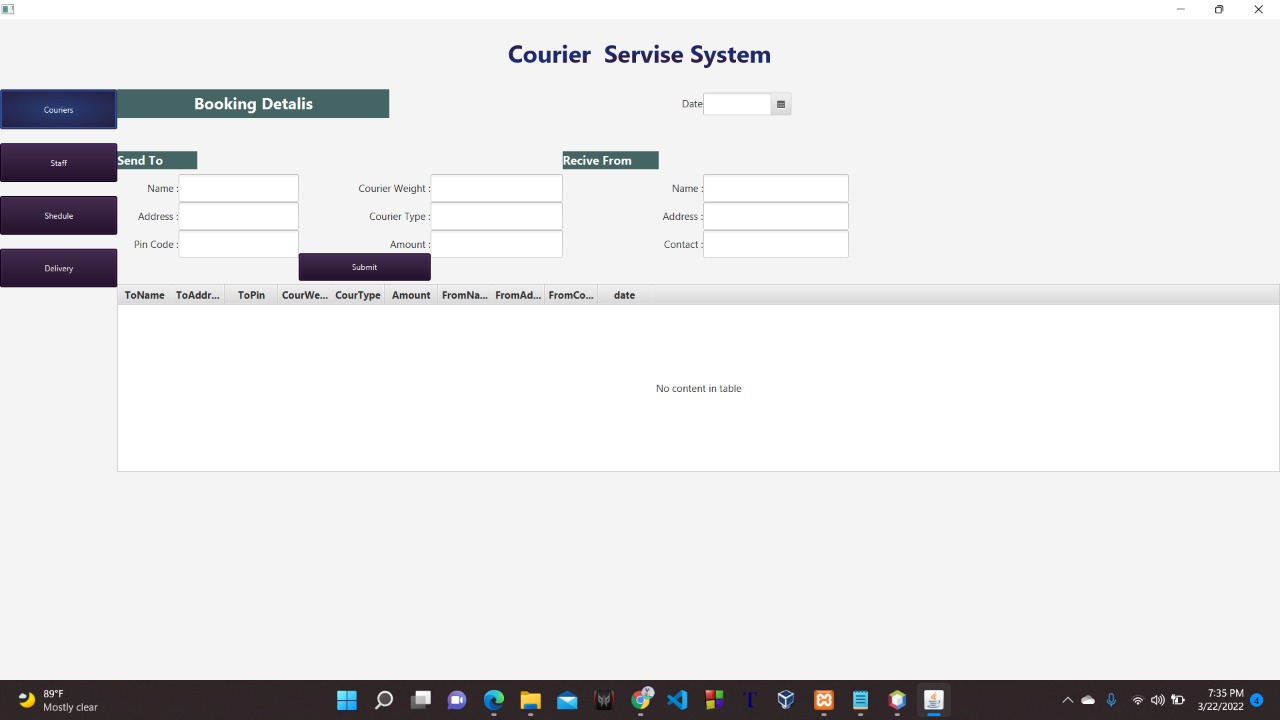 Courier  Servise System
Couriers
Booking Detalis
Date
Staff
Send To
Recive From
Name :
Courier Weight :
Name :
Shedule
Address :
Courier Type :
Address :
Pin Code :
Amount :
Contact :
Delivery
Submit
ToName ToAddr... ToPin CourWe... CourType Amount FromNa... FromAd... FromCo... date
No content in table
89°F
Mostly clear
7:35 PM
3/22/2022
4